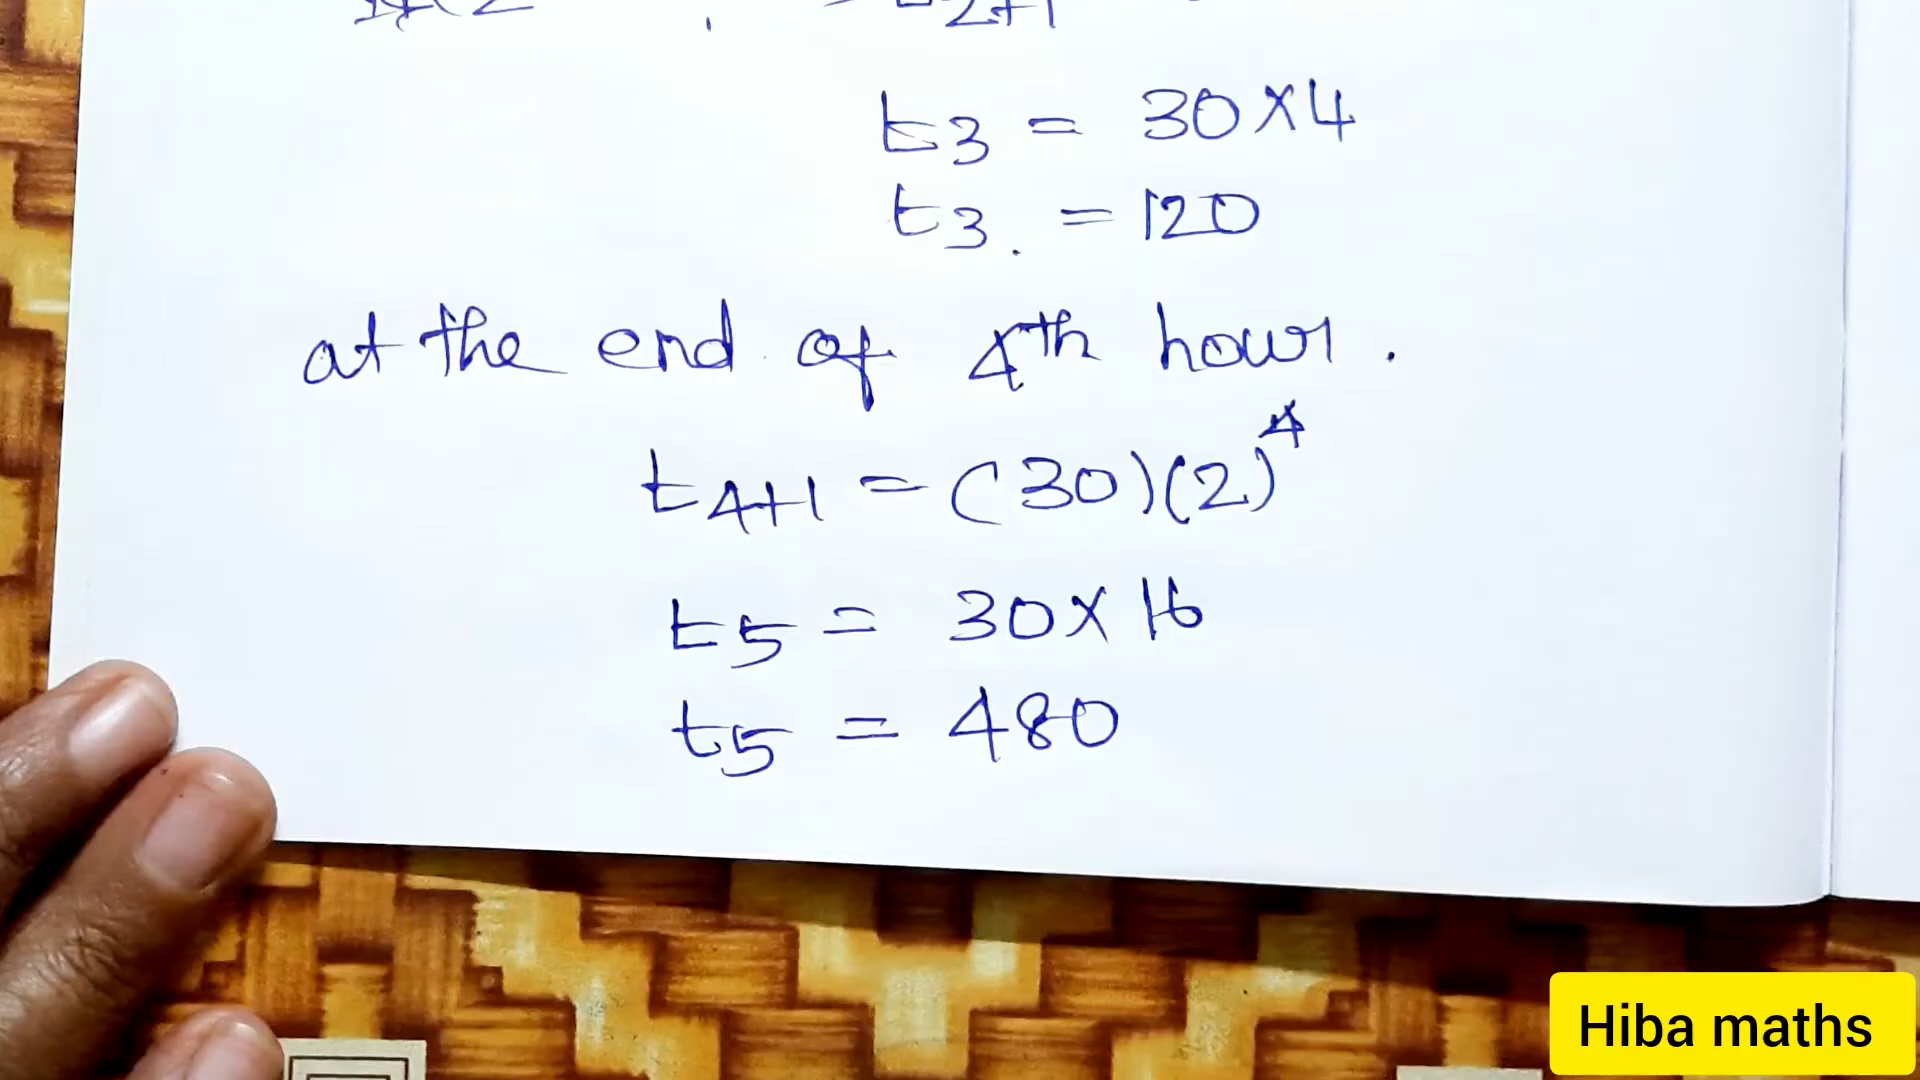 t3 = 30×4
t3. = 120
at the end of 4th hour.
t4+1 = (30)(2)^4
t5 = 30×16
t5 = 480
Hiba maths